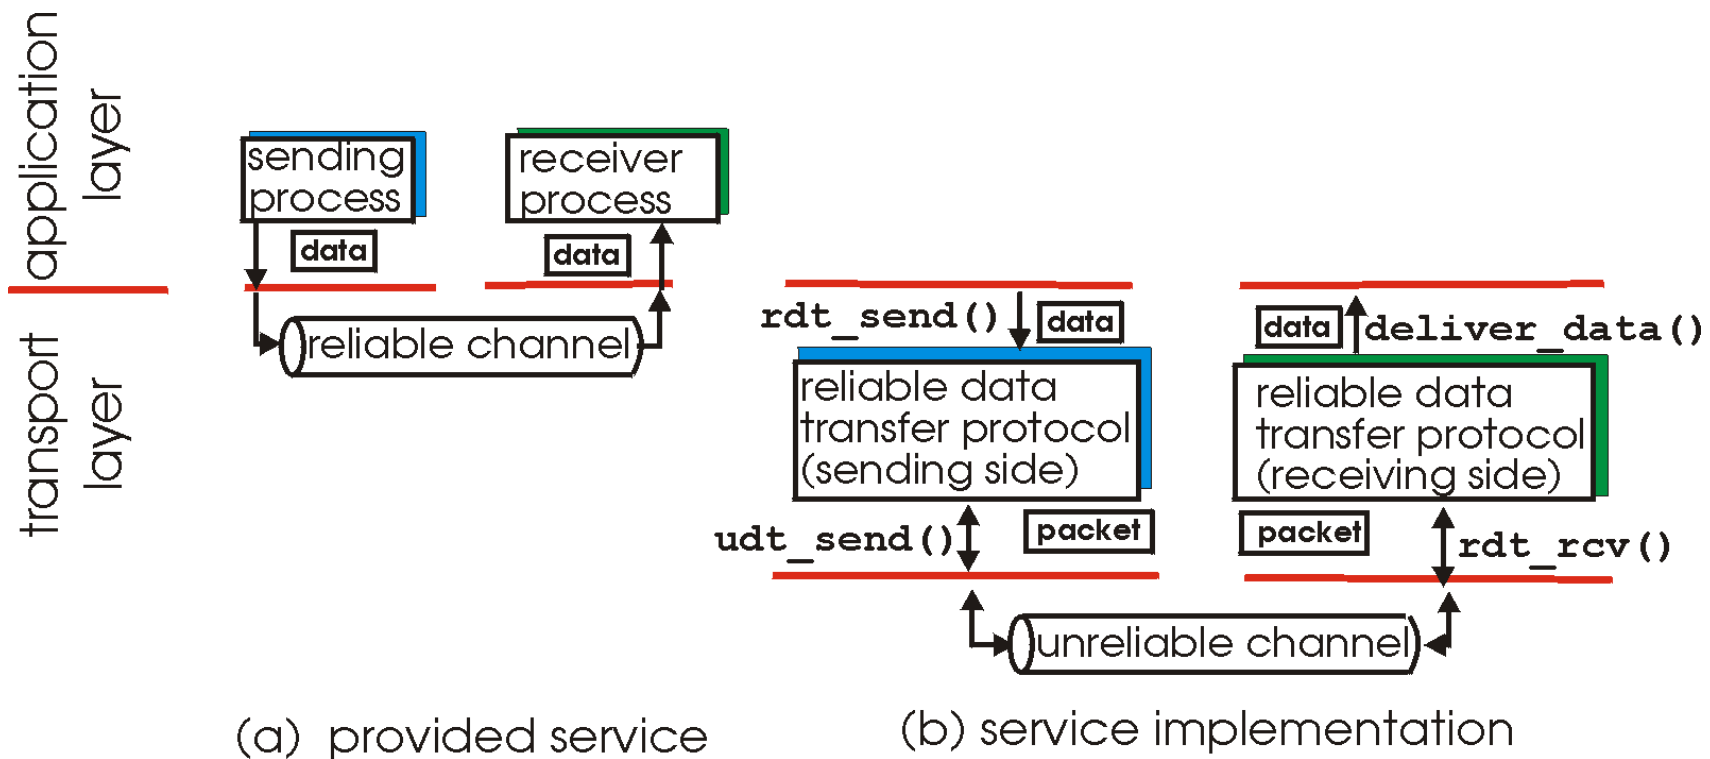 application
layer
transport
layer
sending
process
data
receiver
process
data
reliable channel
(a) provided service
rdt_send()
data
reliable data
transfer protocol
(sending side)
udt_send()
packet
data
deliver_data()
reliable data
transfer protocol
(receiving side)
packet
rdt_rcv()
unreliable channel
(b) service implementation